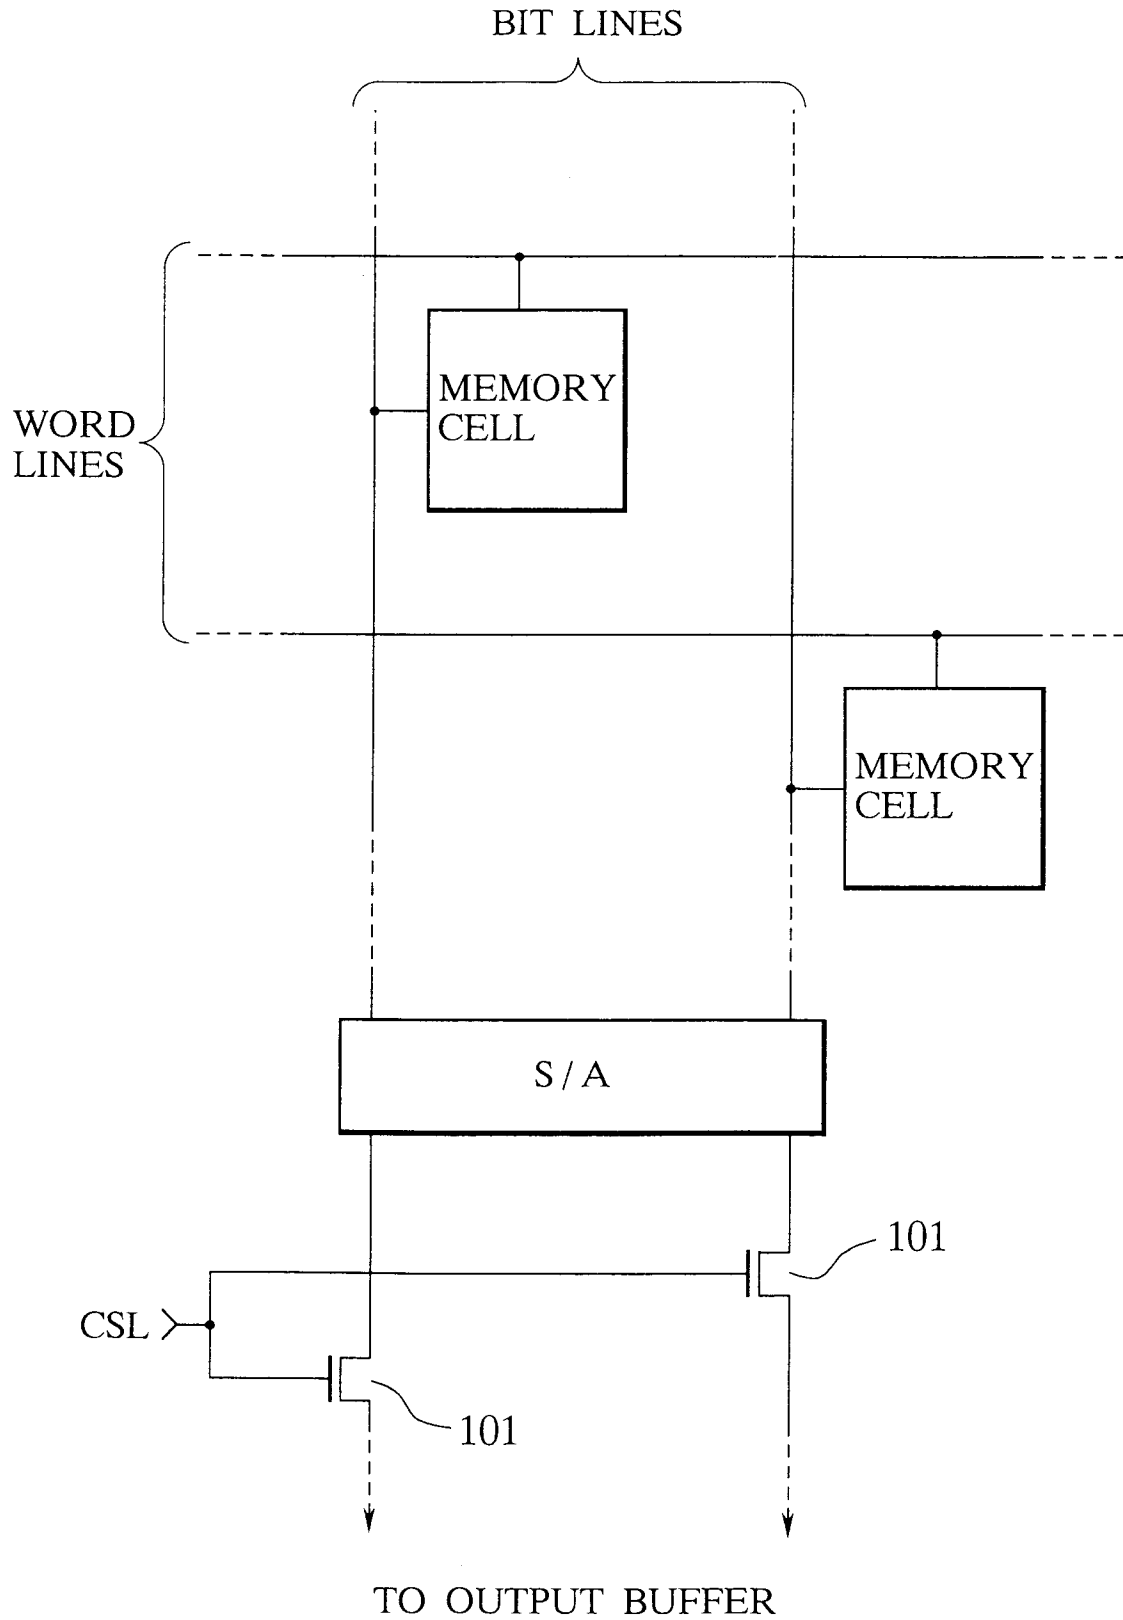 BIT LINES
MEMORY
CELL
WORD
LINES
MEMORY
CELL
S/A
101
CSL
101
TO OUTPUT BUFFER